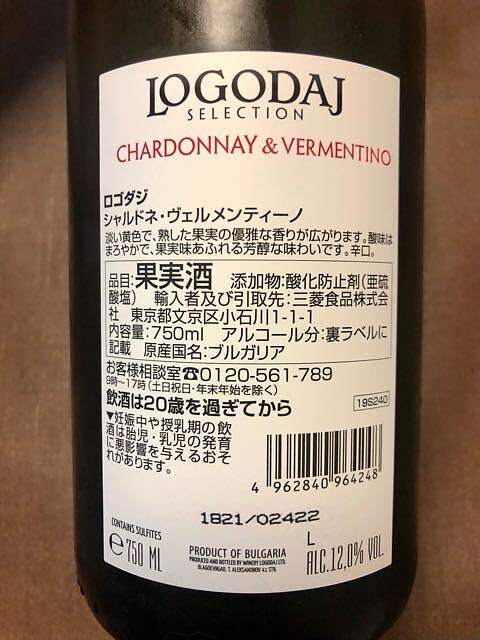 LOGODAJ
SELECTION
CHARDONNAY & VERMENTINO
ロゴダジ
シャルドネ・ヴェルメンティーノ
淡い黄色で、熟した果実の優雅な香りが広がります。酸味は
まろやかで、果実味あふれる芳醇な味わいです。辛口。
品目:果実酒 添加物:酸化防止剤(亜硫
酸塩) 輸入者及び引取先:三菱食品株式会
社 東京都文京区小石川1-1-1
内容量:750ml アルコール分:裏ラベルに
記載 原産国名:ブルガリア
お客様相談室☎0120-561-789
9時〜17時(土日祝日・年末年始を除く)
飲酒は20歳を過ぎてから
19S240
▼妊娠中や授乳期の飲
酒は胎児・乳児の発育
に悪影響を与えるおそ
れがあります。
4 962840 964248
1821/02422
CONTAINS SULFITES
e 750 ML
PRODUCT OF BULGARIA
PRODUCED AND BOTTLED BY WINERY LOGODAJ LTD.
BLAGOEVGRAD, T. ALEKSANDROV 41 STR.
L
ALC.12,0% VOL.